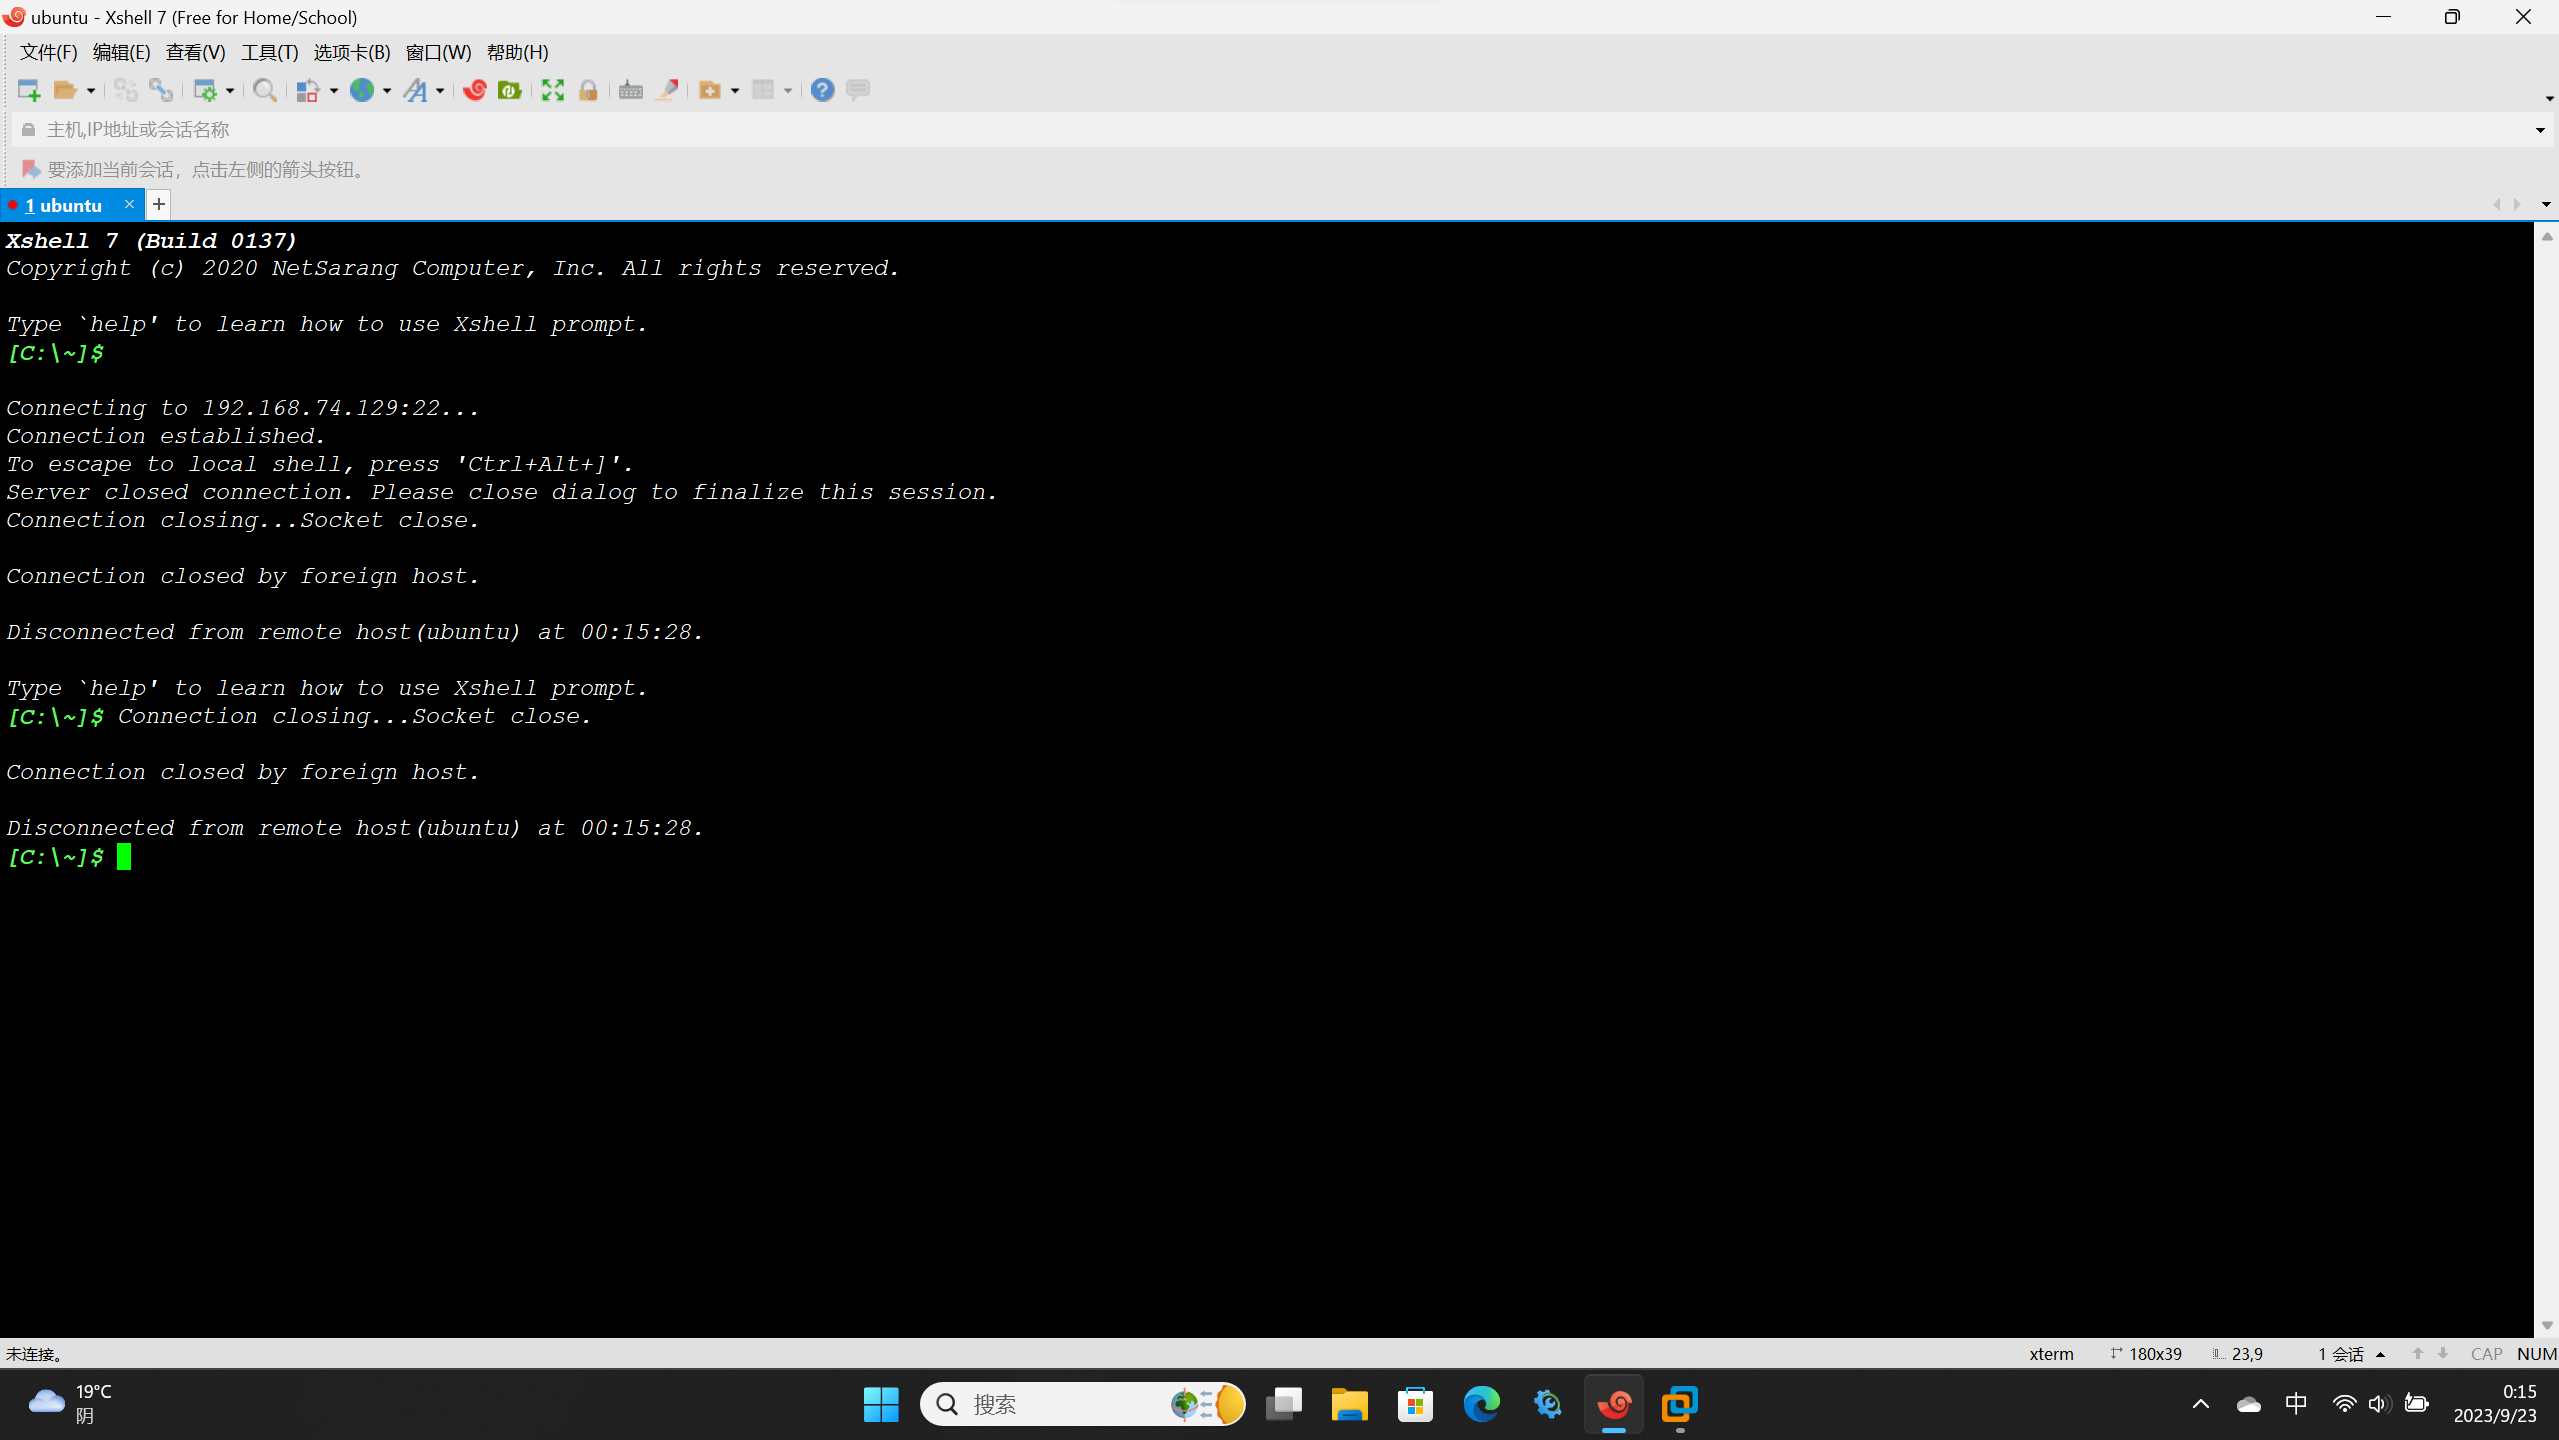 ubuntu - Xshell 7 (Free for Home/School)
文件(F) 编辑(E) 查看(V) 工具(T) 选项卡(B) 窗口(W) 帮助(H)
主机,IP地址或会话名称
要添加当前会话，点击左侧的箭头按钮。
1 ubuntu × +
Xshell 7 (Build 0137)
Copyright (c) 2020 NetSarang Computer, Inc. All rights reserved.
Type `help' to learn how to use Xshell prompt.
[C:\~]$
Connecting to 192.168.74.129:22...
Connection established.
To escape to local shell, press 'Ctrl+Alt+]'.
Server closed connection. Please close dialog to finalize this session.
Connection closing...Socket close.
Connection closed by foreign host.
Disconnected from remote host(ubuntu) at 00:15:28.
Type `help' to learn how to use Xshell prompt.
[C:\~]$ Connection closing...Socket close.
Connection closed by foreign host.
Disconnected from remote host(ubuntu) at 00:15:28.
[C:\~]$
未连接。 xterm 180x39 23,9 1 会话 CAP NUM
19°C
阴
搜索
中
0:15
2023/9/23